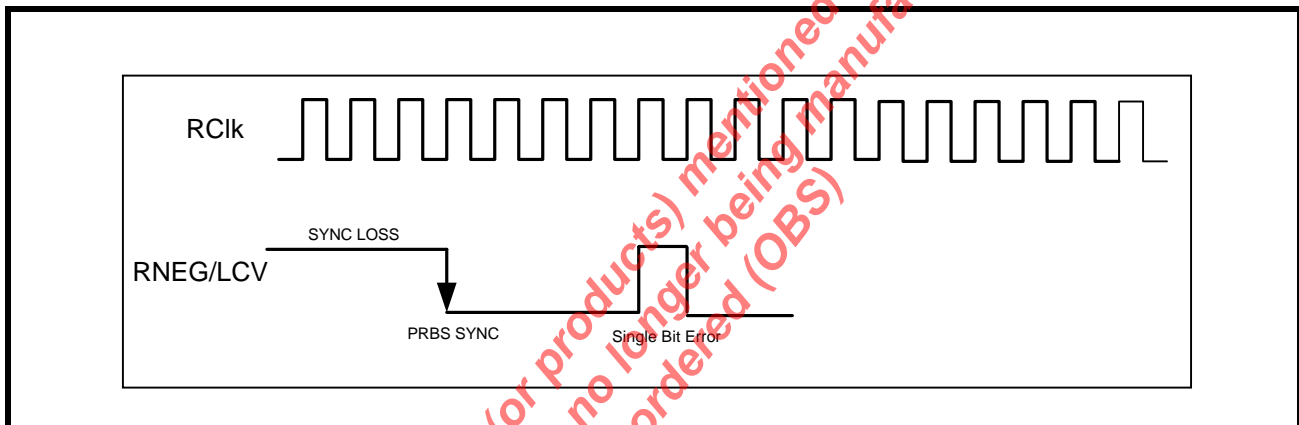 RClk
SYNC LOSS
RNEG/LCV
PRBS SYNC
Single Bit Error
(or products) mentioned
no longer being manufa
ordered (OBS)